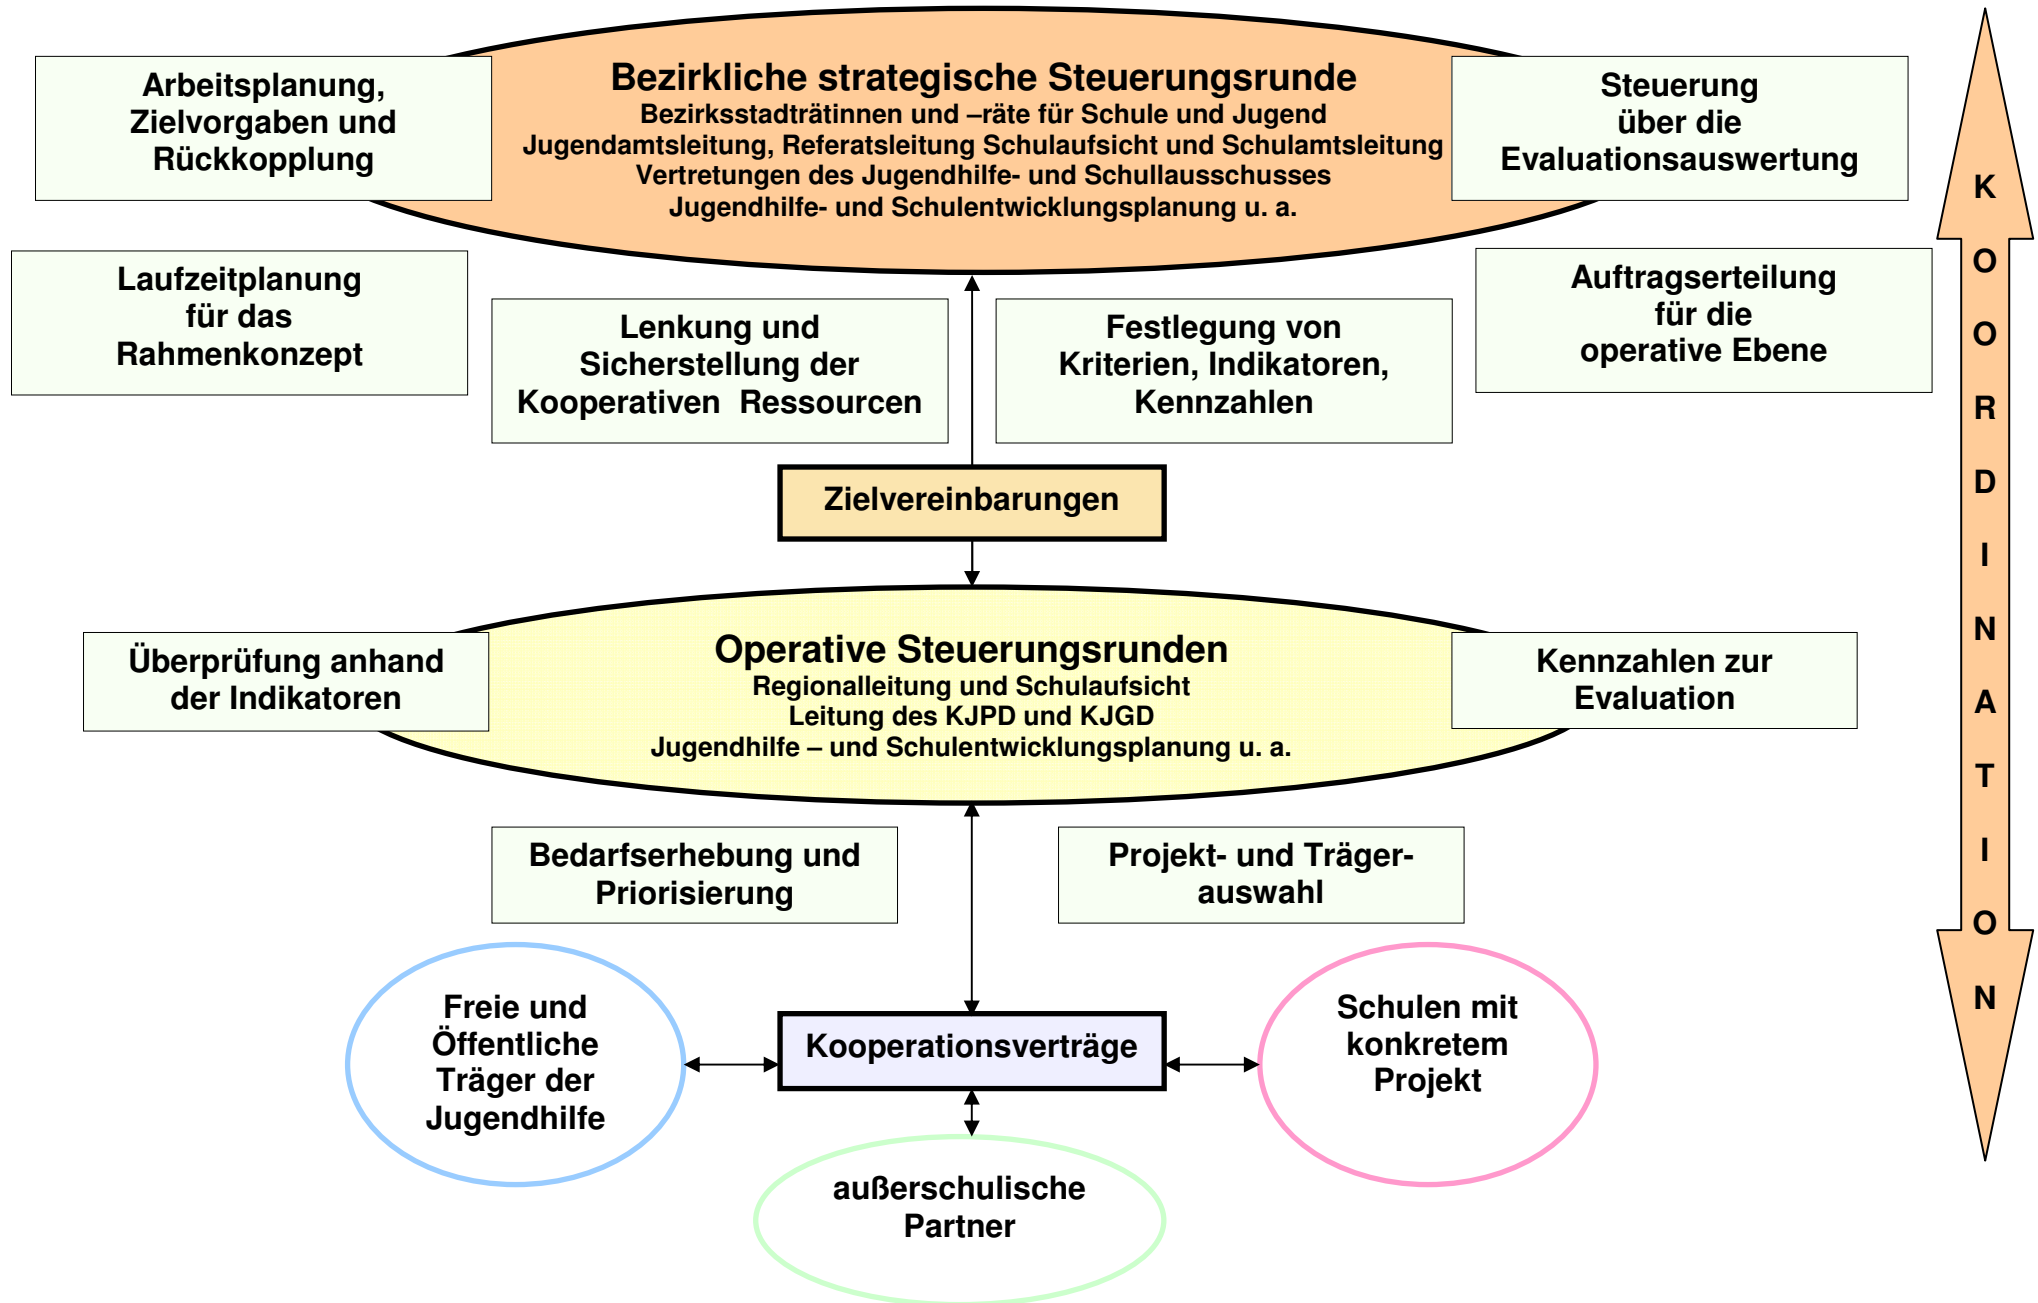 Arbeitsplanung,
Zielvorgaben und
Rückkopplung
Bezirkliche strategische Steuerungsrunde
Bezirksstadträtinnen und –räte für Schule und Jugend
Jugendamtsleitung, Referatsleitung Schulaufsicht und Schulamtsleitung
Vertretungen des Jugendhilfe- und Schullausschusses
Jugendhilfe- und Schulentwicklungsplanung u. a.
Steuerung
über die
Evaluationsauswertung
Laufzeitplanung
für das
Rahmenkonzept
Lenkung und
Sicherstellung der
Kooperativen  Ressourcen
Festlegung von
Kriterien, Indikatoren,
Kennzahlen
Auftragserteilung
für die
operative Ebene
Zielvereinbarungen
Überprüfung anhand
der Indikatoren
Operative Steuerungsrunden
Regionalleitung und Schulaufsicht
Leitung des KJPD und KJGD
Jugendhilfe – und Schulentwicklungsplanung u. a.
Kennzahlen zur
Evaluation
Bedarfserhebung und
Priorisierung
Projekt- und Träger-
auswahl
Freie und
Öffentliche
Träger der
Jugendhilfe
Kooperationsverträge
Schulen mit
konkretem
Projekt
außerschulische
Partner
K
O
O
R
D
I
N
A
T
I
O
N